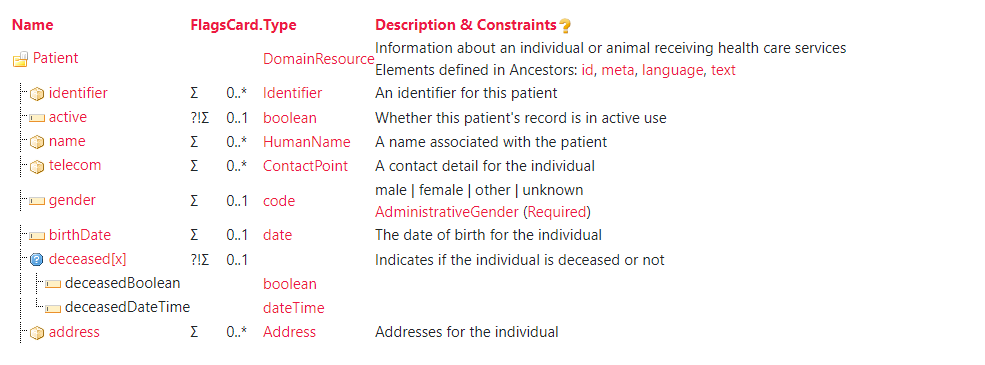 Name Flags Card. Type Description & Constraints
Patient DomainResource Information about an individual or animal receiving health care services
Elements defined in Ancestors: id, meta, language, text
identifier Σ 0..* Identifier An identifier for this patient
active ?!Σ 0..1 boolean Whether this patient's record is in active use
name Σ 0..* HumanName A name associated with the patient
telecom Σ 0..* ContactPoint A contact detail for the individual
gender Σ 0..1 code male | female | other | unknown
AdministrativeGender (Required)
birthDate Σ 0..1 date The date of birth for the individual
deceased[x] ?!Σ 0..1 Indicates if the individual is deceased or not
deceasedBoolean boolean
deceasedDateTime dateTime
address Σ 0..* Address Addresses for the individual